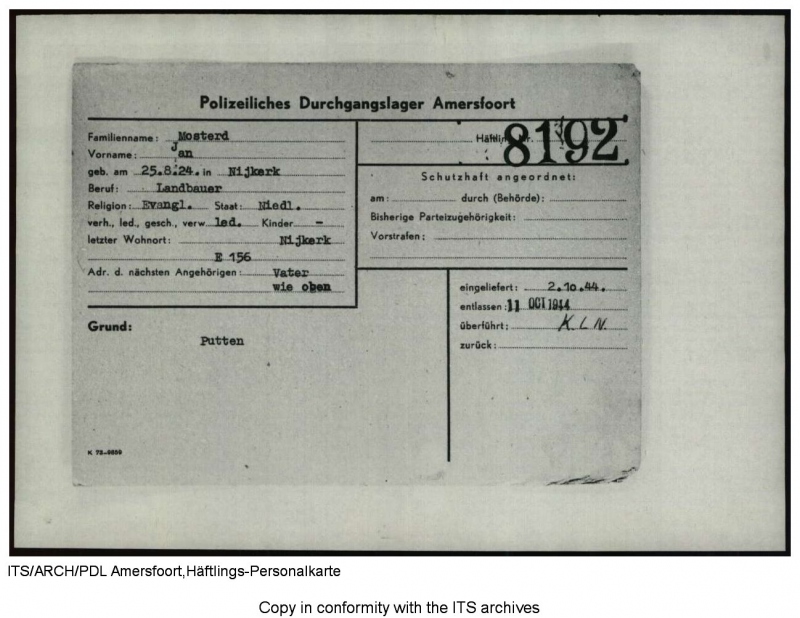 Polizeiliches Durchgangslager Amersfoort
Familienname: Mosterd
Vorname: Jan
geb. am 25.8.24. in Nijkerk
Beruf: Landbauer
Religion: Evangl. Staat: Niedl.
verh., led., gesch., verw. led. Kinder –
letzter Wohnort: Nijkerk
E 156
Adr. d. nächsten Angehörigen: Vater
wie oben
8192
Schutzhaft angeordnet:
am: durch (Behörde):
Bisherige Parteizugehörigkeit:
Vorstrafen:
eingeliefert: 2.10.44.
entlassen: 11 OCT 1944
überführt: K L N.
zurück:
Grund:
Putten
ITS/ARCH/PDL Amersfoort,Häftlings-Personalkarte
Copy in conformity with the ITS archives